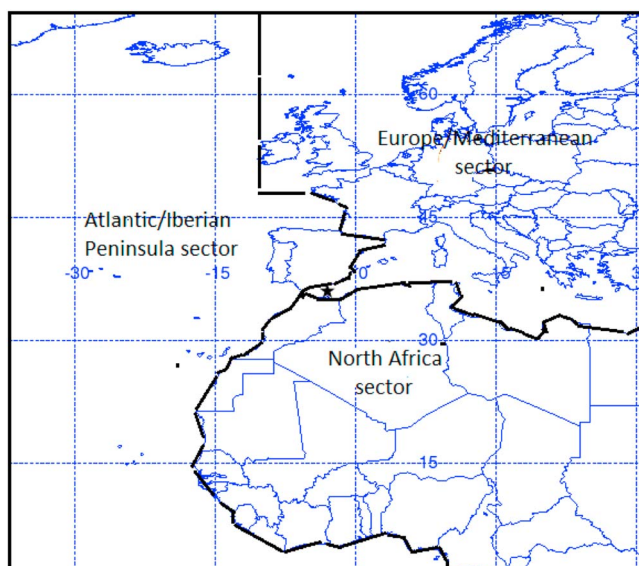 60
Europe/Mediterranean
sector
45
Atlantic/Iberian
Peninsula sector
-30
-15
0
15
30
North Africa
sector
15